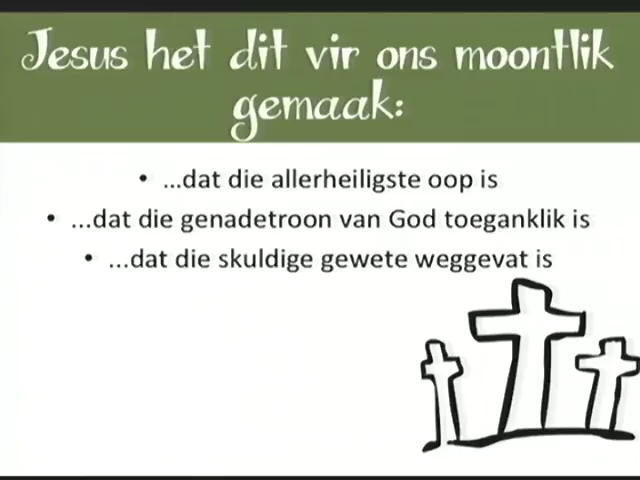 Jesus het dit vir ons moontlik
gemaak:
• ...dat die allerheiligste oop is
• ...dat die genadetroon van God toeganklik is
• ...dat die skuldige gewete weggevat is